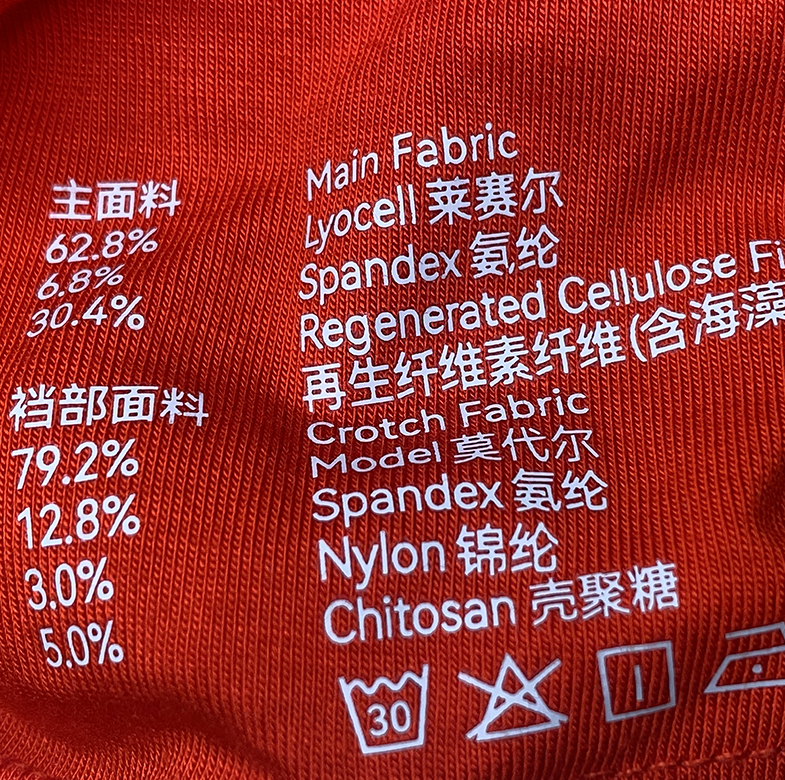 主面料 Main Fabric
62.8% Lyocell 莱赛尔
6.8% Spandex 氨纶
30.4% Regenerated Cellulose Fi
再生纤维素纤维(含海藻
裆部面料 Crotch Fabric
79.2% Model 莫代尔
12.8% Spandex 氨纶
3.0% Nylon 锦纶
5.0% Chitosan 壳聚糖
30